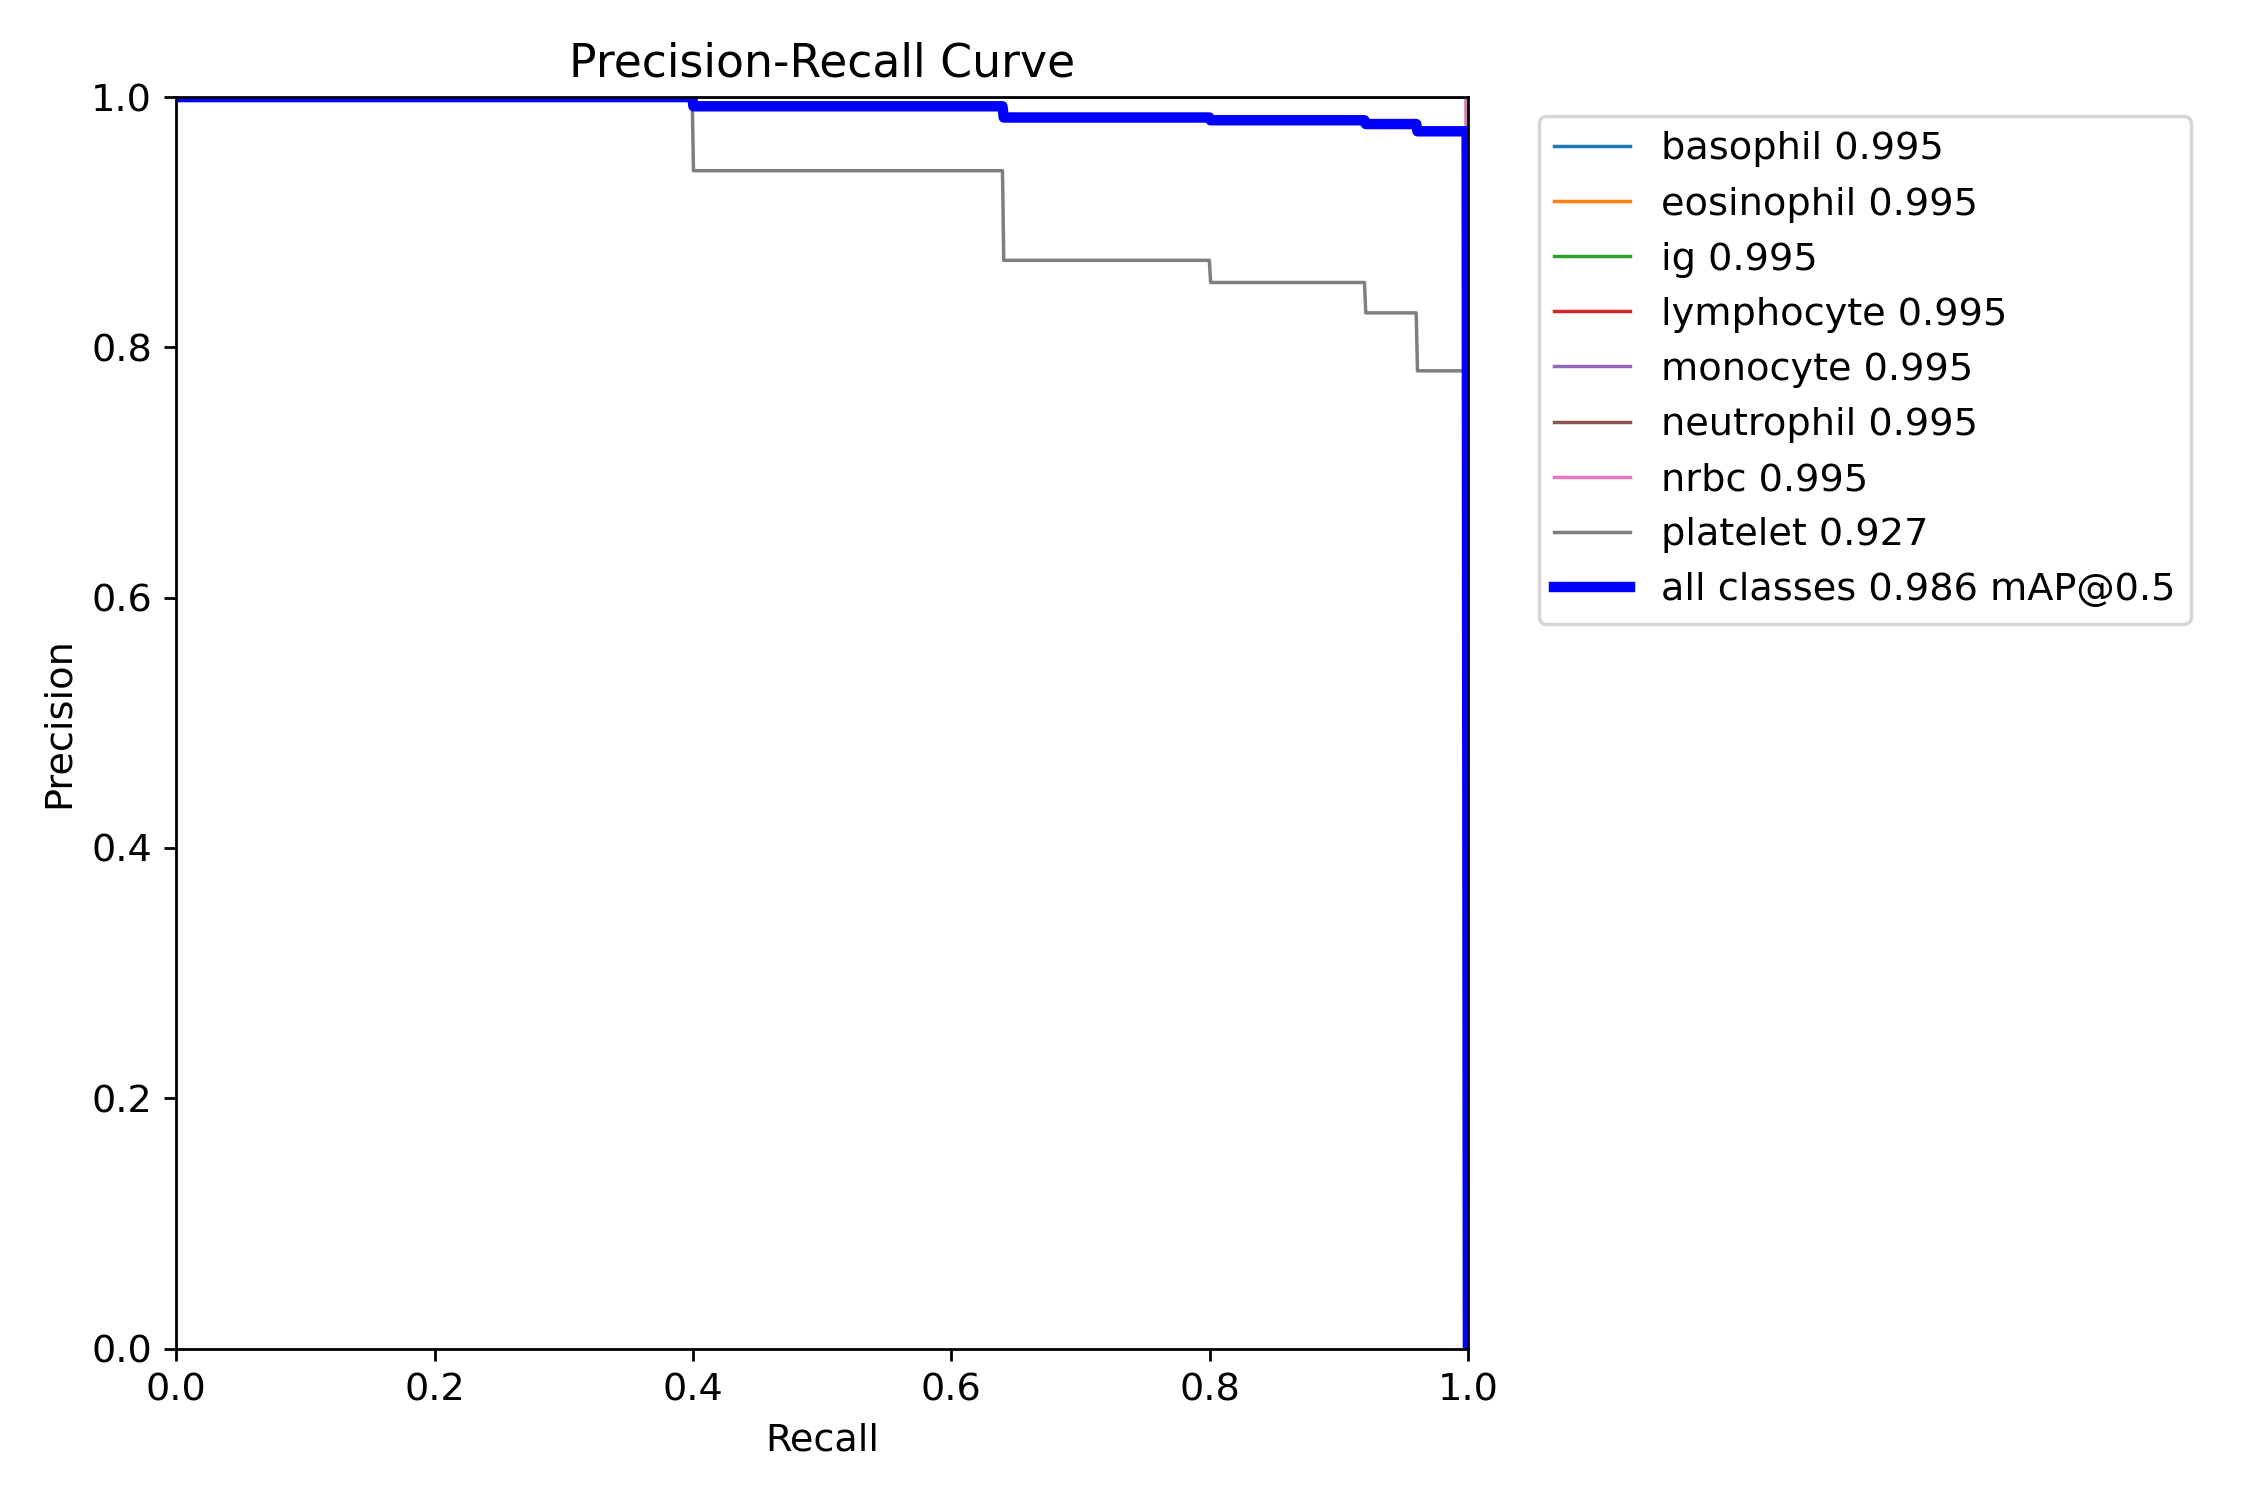 Precision-Recall Curve
1.0
0.8
0.6
0.4
0.2
0.0
Precision
0.0 0.2 0.4 0.6 0.8 1.0
Recall
basophil 0.995
eosinophil 0.995
ig 0.995
lymphocyte 0.995
monocyte 0.995
neutrophil 0.995
nrbc 0.995
platelet 0.927
all classes 0.986 mAP@0.5